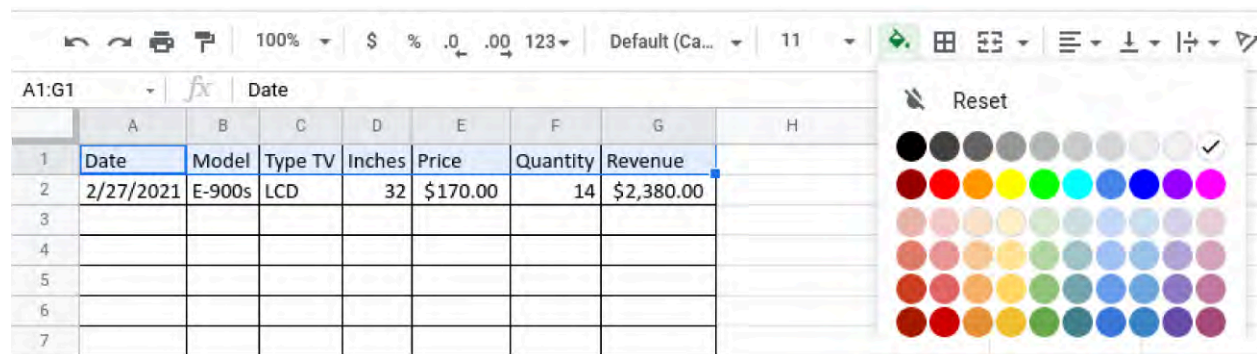 100% $ % .0 .00 123 Default (Ca... 11
A1:G1 fx Date
Reset
A B C D E F G H
1 Date Model Type TV Inches Price Quantity Revenue
2 2/27/2021 E-900s LCD 32 $170.00 14 $2,380.00
3
4
5
6
7